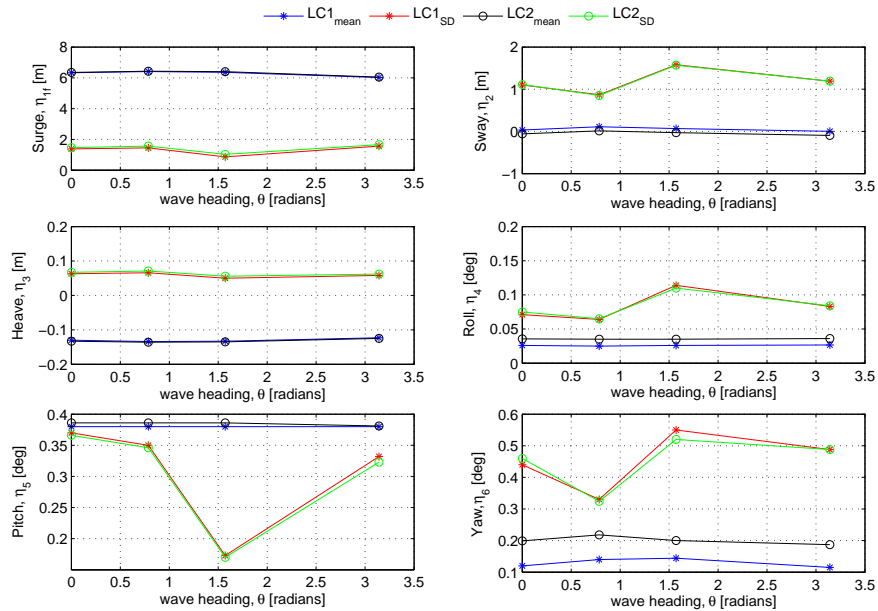 LC1mean LC1SD LC2mean LC2SD
8
6
4
2
0
Surge, η1f [m]
0 0.5 1 1.5 2 2.5 3 3.5
wave heading, θ [radians]
2
1
0
−1
Sway, η2 [m]
0 0.5 1 1.5 2 2.5 3 3.5
wave heading, θ [radians]
0.2
0.1
0
−0.1
−0.2
Heave, η3 [m]
0 0.5 1 1.5 2 2.5 3 3.5
wave heading, θ [radians]
0.2
0.15
0.1
0.05
0
Roll, η4 [deg]
0 0.5 1 1.5 2 2.5 3 3.5
wave heading, θ [radians]
0.4
0.35
0.3
0.25
0.2
Pitch, η5 [deg]
0 0.5 1 1.5 2 2.5 3 3.5
wave heading, θ [radians]
0.6
0.5
0.4
0.3
0.2
0.1
Yaw, η6 [deg]
0 0.5 1 1.5 2 2.5 3 3.5
wave heading, θ [radians]